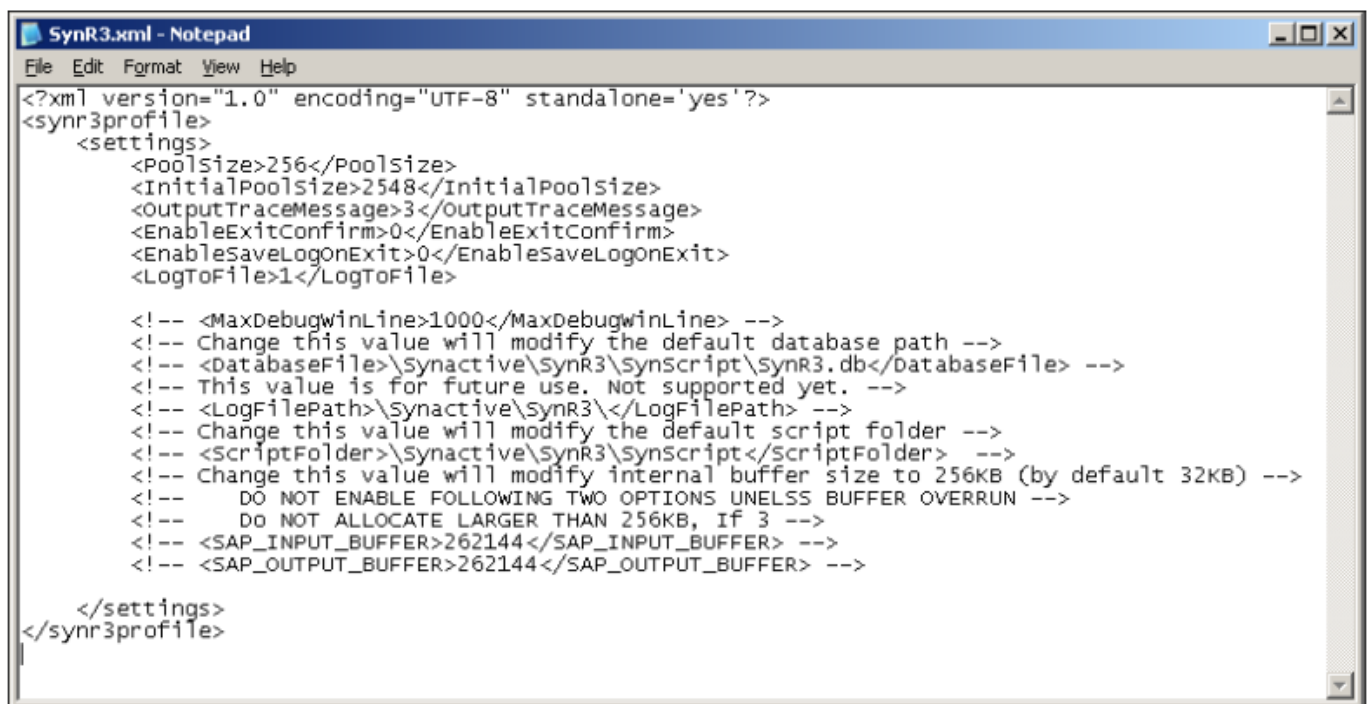 SynR3.xml - Notepad
File Edit Format View Help
<?xml version="1.0" encoding="UTF-8" standalone='yes'?>
<synr3profile>
<settings>
<PoolSize>256</PoolSize>
<InitialPoolSize>2548</InitialPoolSize>
<OutputTraceMessage>3</OutputTraceMessage>
<EnableExitConfirm>0</EnableExitConfirm>
<EnableSaveLogOnExit>0</EnableSaveLogOnExit>
<LogToFile>1</LogToFile>
<!-- <MaxDebugWinLine>1000</MaxDebugWinLine> -->
<!-- Change this value will modify the default database path -->
<!-- <DatabaseFile>\Synactive\SynR3\SynScript\SynR3.db</DatabaseFile> -->
<!-- This value is for future use. Not supported yet. -->
<!-- <LogFilePath>\Synactive\SynR3\</LogFilePath> -->
<!-- Change this value will modify the default script folder -->
<!-- <ScriptFolder>\Synactive\SynR3\SynScript</ScriptFolder> -->
<!-- Change this value will modify internal buffer size to 256KB (by default 32KB) -->
<!-- DO NOT ENABLE FOLLOWING TWO OPTIONS UNELSS BUFFER OVERRUN -->
<!-- DO NOT ALLOCATE LARGER THAN 256KB, If 3 -->
<!-- <SAP_INPUT_BUFFER>262144</SAP_INPUT_BUFFER> -->
<!-- <SAP_OUTPUT_BUFFER>262144</SAP_OUTPUT_BUFFER> -->
</settings>
</synr3profile>